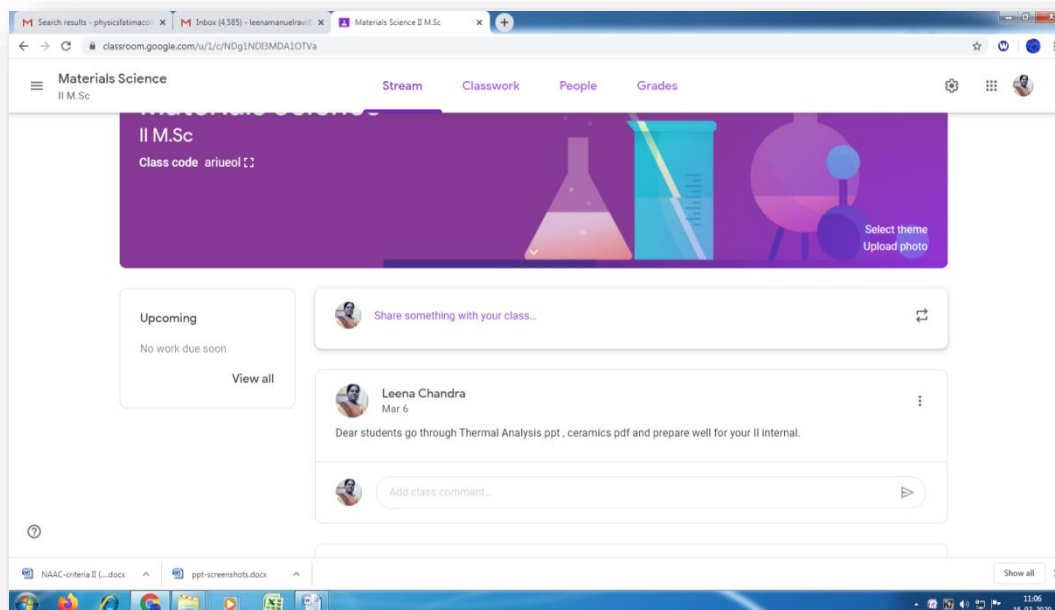 Search results - physicsfatimacol
Inbox (4,585) - leenamanuelravi
Materials Science II M.Sc
classroom.google.com/u/1/c/NDg1NDI3MDA1OTVa
Materials Science
II M.Sc
Stream Classwork People Grades
II M.Sc
Class code ariueol
Select theme
Upload photo
Upcoming
No work due soon
View all
Share something with your class...
Leena Chandra
Mar 6
Dear students go through Thermal Analysis ppt , ceramics pdf and prepare well for your II internal.
Add class comment...
NAAC-criteria II (....docx
ppt-screenshots.docx
Show all
11:06
16-03-2020